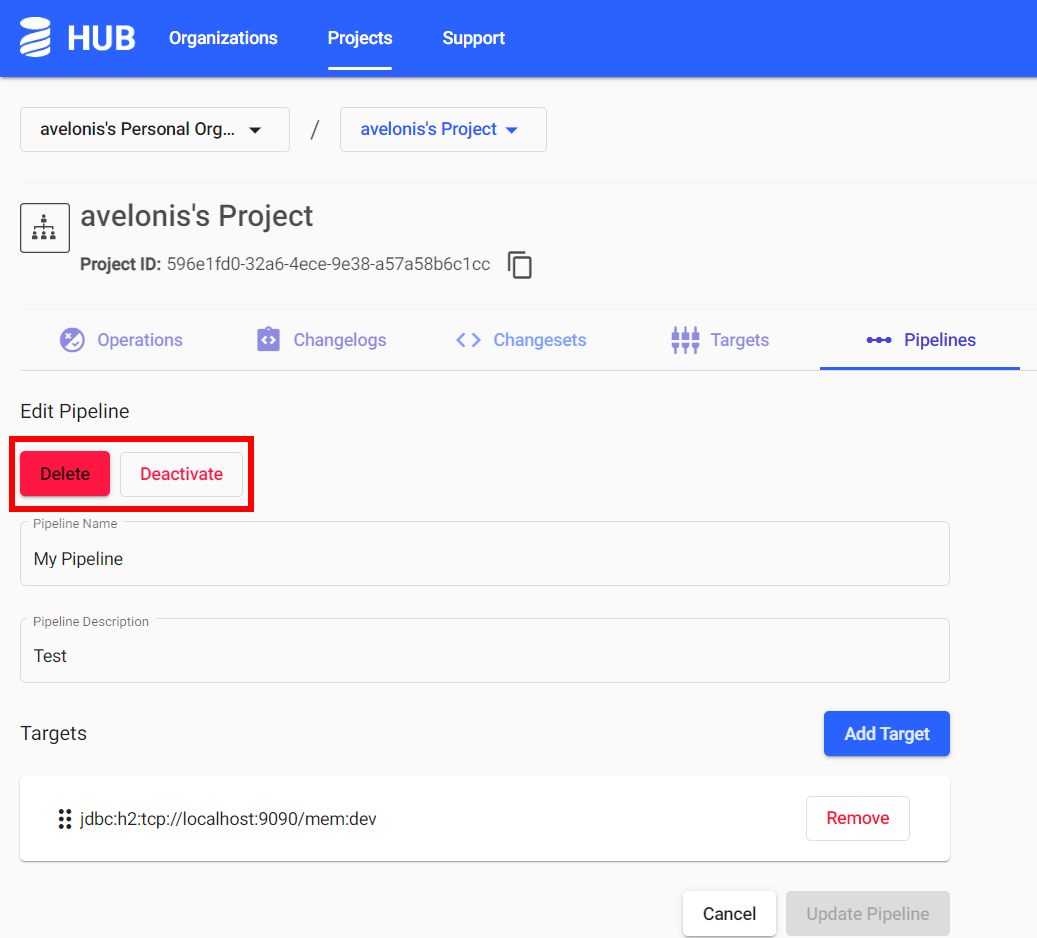 HUB Organizations Projects Support
avelonis's Personal Org... / avelonis's Project
avelonis's Project
Project ID: 596e1fd0-32a6-4ece-9e38-a57a58b6c1cc
Operations Changelogs Changesets Targets Pipelines
Edit Pipeline
Delete Deactivate
Pipeline Name
My Pipeline
Pipeline Description
Test
Targets Add Target
jdbc:h2:tcp://localhost:9090/mem:dev Remove
Cancel Update Pipeline